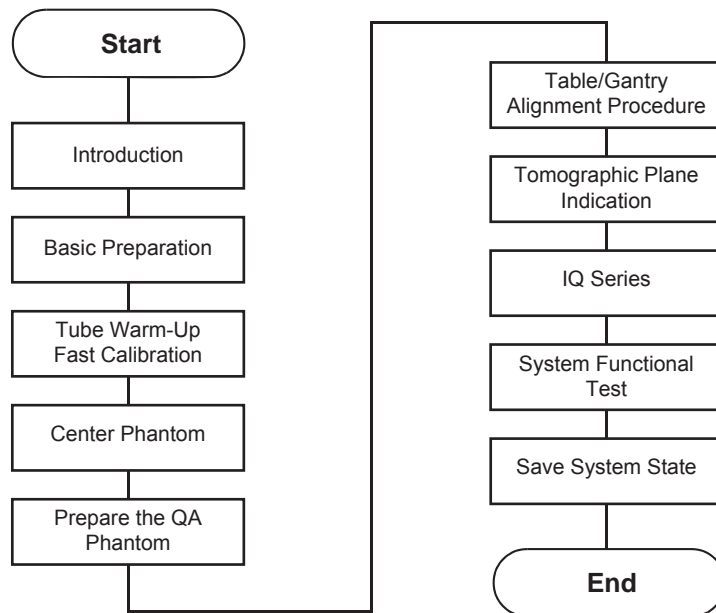 Start
Introduction
Basic Preparation
Tube Warm-Up
Fast Calibration
Center Phantom
Prepare the QA
Phantom
Table/Gantry
Alignment Procedure
Tomographic Plane
Indication
IQ Series
System Functional
Test
Save System State
End